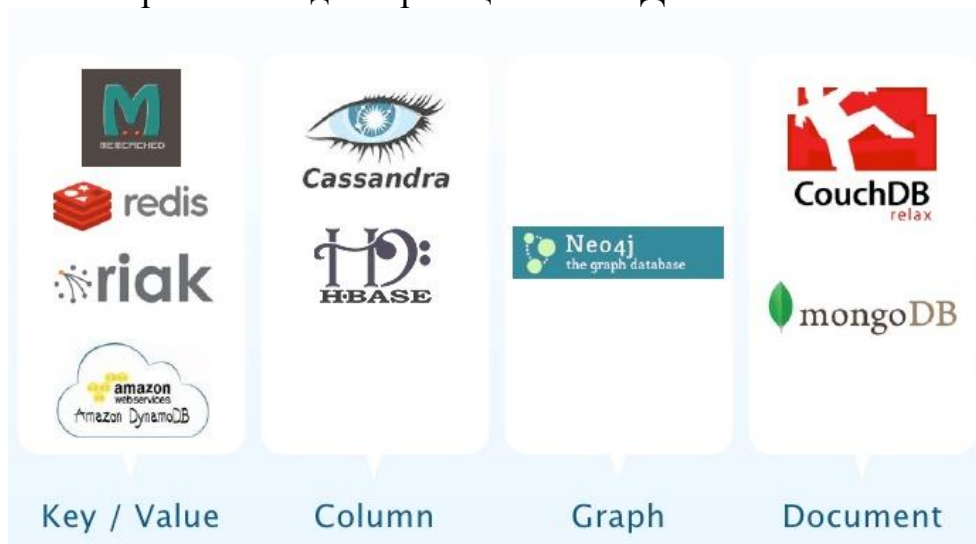 MEMCACHED
redis
riak
amazon
webservices
Amazon DynamoDB
Key / Value
Cassandra
HBASE
Column
Neo4j
the graph database
Graph
CouchDB
relax
mongoDB
Document